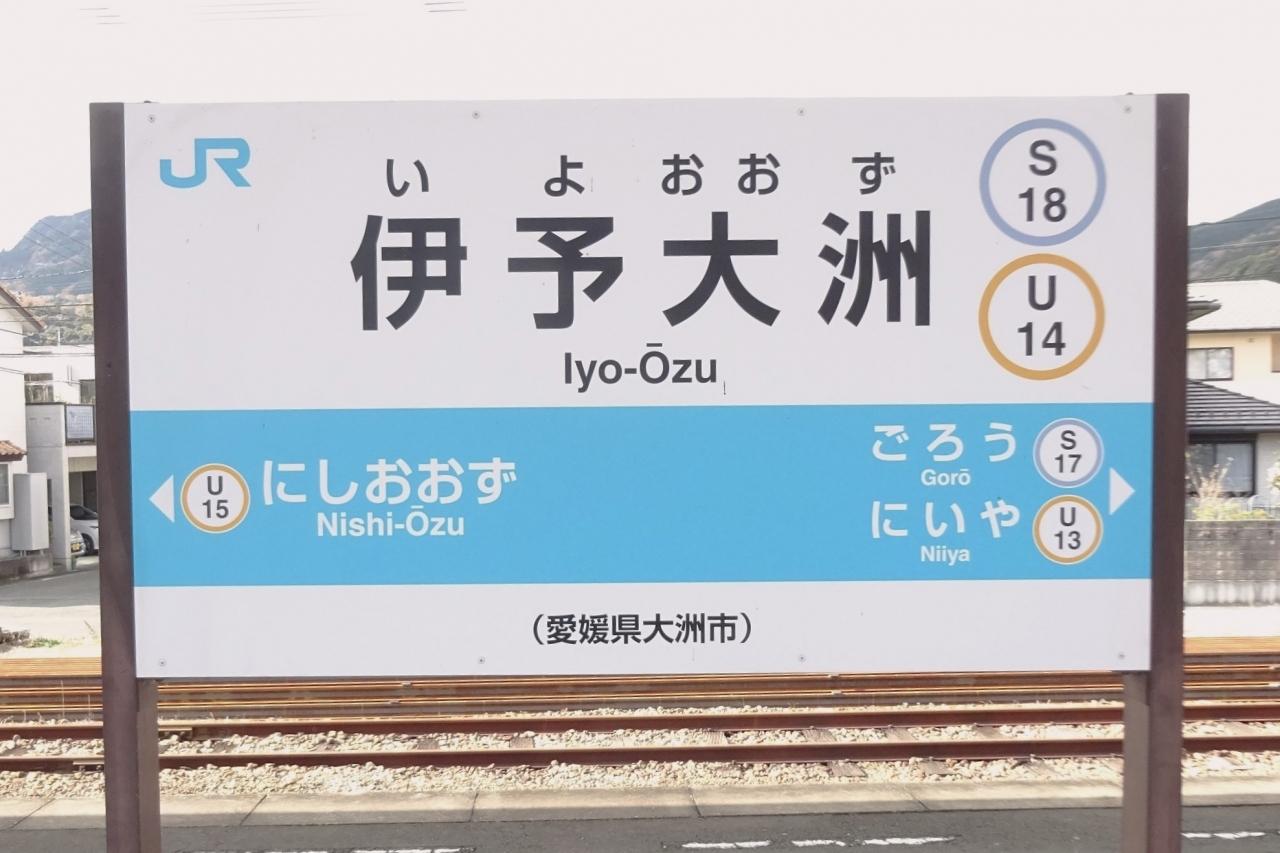 JR
いよおおず
伊予大洲
Iyo-Ōzu
S
18
U
14
U
15
にしおおず
Nishi-Ōzu
ごろう
Gorō
S
17
にいや
Niiya
U
13
(愛媛県大洲市)